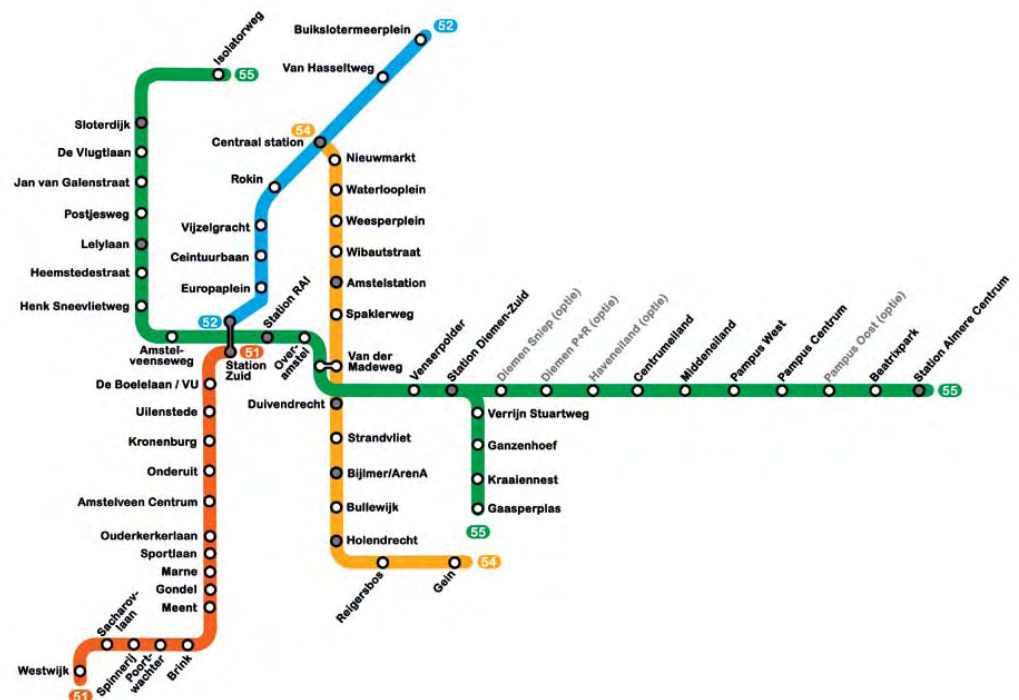 Isolatorweg
55
Sloterdijk
De Vlugtlaan
Jan van Galenstraat
Postjesweg
Lelylaan
Heemstedestraat
Henk Sneevlietweg
Amstel-
veenseweg
Buikslotermeerplein
52
Van Hasseltweg
54
Centraal station
Rokin
Vijzelgracht
Ceintuurbaan
Europaplein
52
Station RAI
51
Station
Zuid
Over-
amstel
Nieuwmarkt
Waterlooplein
Weesperplein
Wibautstraat
Amstelstation
Spaklerweg
Van der
Madeweg
Duivendrecht
Strandvliet
Bijlmer/ArenA
Bullewijk
Holendrecht
Reigersbos
Gein
54
Venserpolder
Station Diemen-Zuid
Diemen Sniep (optie)
Diemen P+R (optie)
Haveneiland (optie)
Centrumeiland
Middeneiland
Pampus West
Pampus Centrum
Pampus Oost (optie)
Beatrixpark
Station Almere Centrum
55
Verrijn Stuartweg
Ganzenhoef
Kraaiennest
Gaasperplas
55
De Boelelaan / VU
Uilenstede
Kronenburg
Onderuit
Amstelveen Centrum
Ouderkerkerlaan
Sportlaan
Marne
Gondel
Meent
Sacharov-
laan
Spinnerij
Poort-
wachter
Brink
Westwijk
51